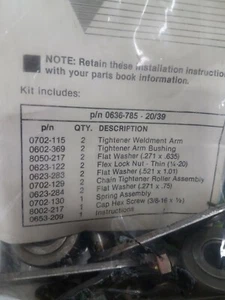 NOTE: Retain these installation instructio
with your parts book information.
Kit includes:
p/n 0636-785 - 20/39
p/n QTY. DESCRIPTION
0702-115 2 Tightener Weldment Arm
0602-369 2 Tightener Arm Bushing
8050-217 2 Flat Washer (.271 x .635)
0623-122 2 Flex Lock Nut - Thin (¼-20)
0623-283 2 Flat Washer (.521 x 1.01)
0702-129 2 Chain Tightener Roller Assembly
0623-284 2 Flat Washer (.271 x .75)
0702-130 1 Spring Assembly
8002-217 1 Cap Hex Screw (3/8-16 x ⅞)
0653-209 1 Instructions